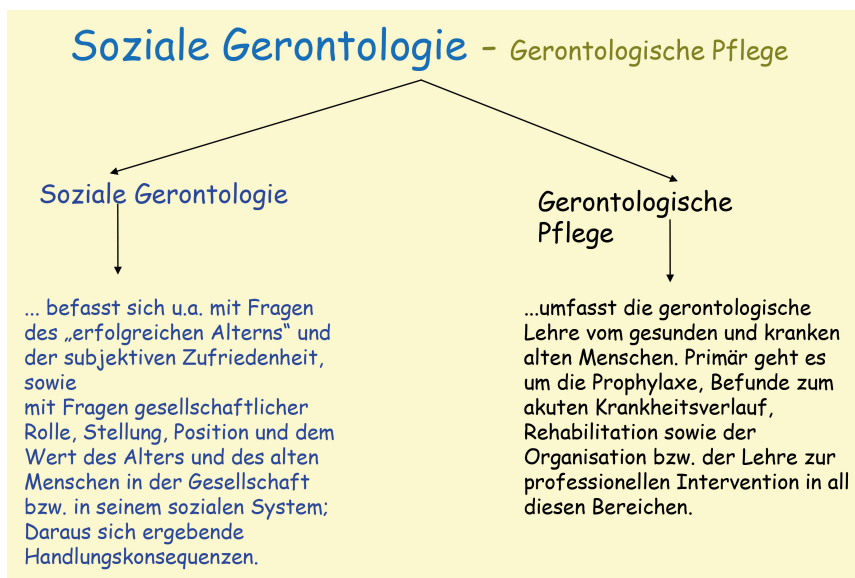 Soziale Gerontologie – Gerontologische Pflege
Soziale Gerontologie
... befasst sich u.a. mit Fragen
des „erfolgreichen Alterns“ und
der subjektiven Zufriedenheit,
sowie
mit Fragen gesellschaftlicher
Rolle, Stellung, Position und dem
Wert des Alters und des alten
Menschen in der Gesellschaft
bzw. in seinem sozialen System;
Daraus sich ergebende
Handlungskonsequenzen.
Gerontologische
Pflege
...umfasst die gerontologische
Lehre vom gesunden und kranken
alten Menschen. Primär geht es
um die Prophylaxe, Befunde zum
akuten Krankheitsverlauf,
Rehabilitation sowie der
Organisation bzw. der Lehre zur
professionellen Intervention in all
diesen Bereichen.